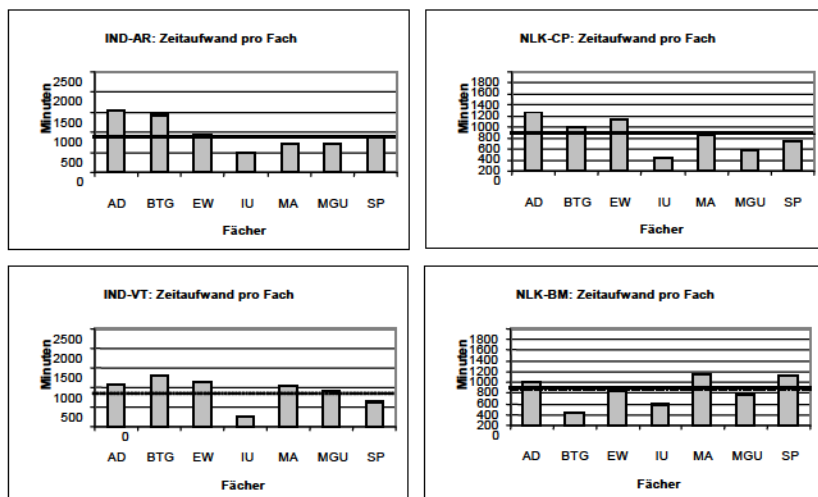 IND-AR: Zeitaufwand pro Fach
Minuten
2500
2000
1500
1000
500
0
AD BTG EW IU MA MGU SP
Fächer
NLK-CP: Zeitaufwand pro Fach
Minuten
1800
1600
1400
1200
1000
800
600
400
200
0
AD BTG EW IU MA MGU SP
Fächer
IND-VT: Zeitaufwand pro Fach
Minuten
2500
2000
1500
1000
500
0
AD BTG EW IU MA MGU SP
Fächer
NLK-BM: Zeitaufwand pro Fach
Minuten
1800
1600
1400
1200
1000
800
600
400
200
0
AD BTG EW IU MA MGU SP
Fächer